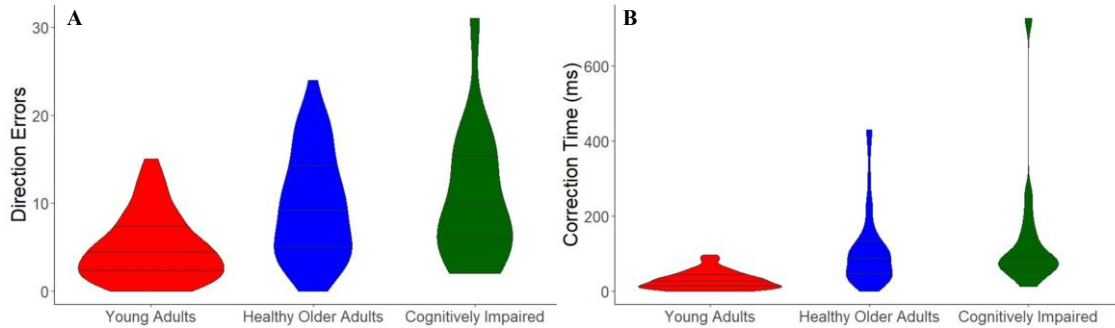 A
Direction Errors
30
20
10
0
Young Adults
Healthy Older Adults
Cognitively Impaired
B
Correction Time (ms)
600
400
200
0
Young Adults
Healthy Older Adults
Cognitively Impaired